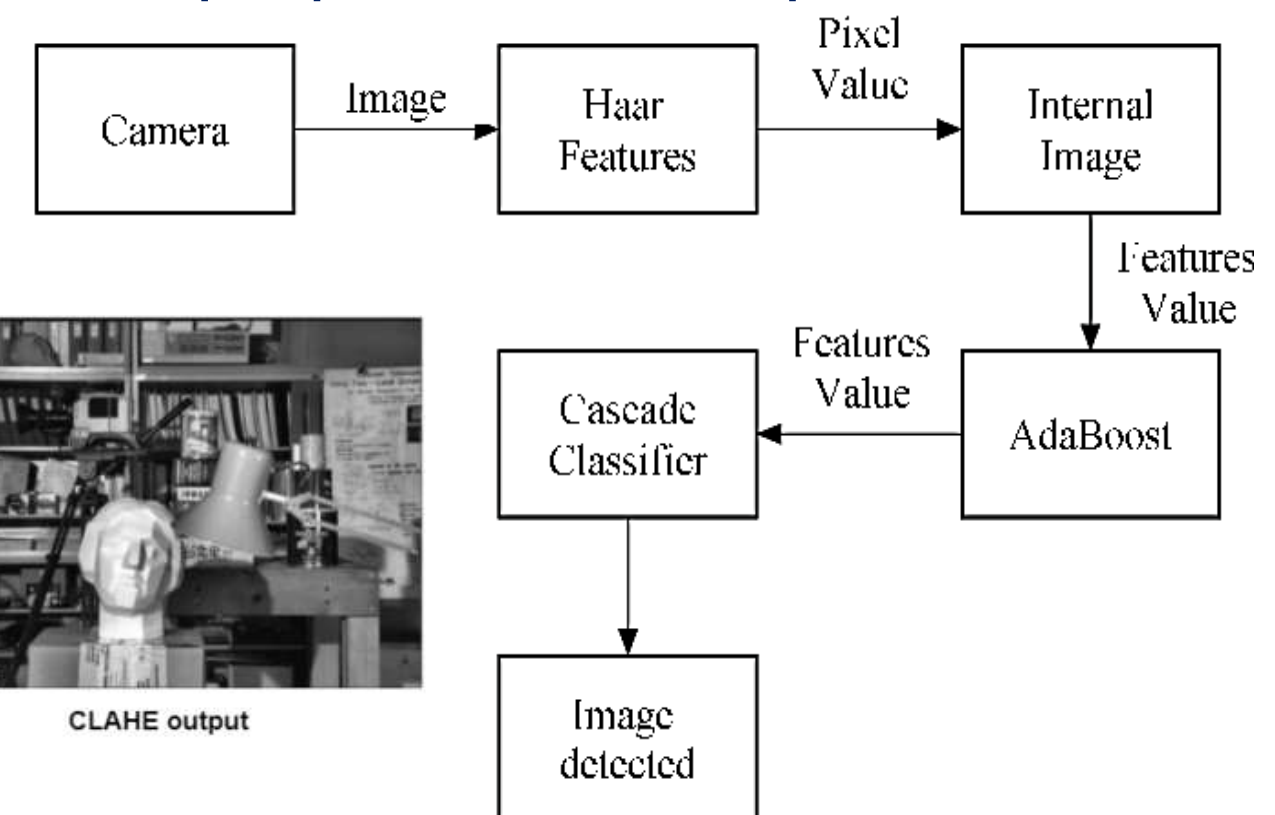 Camera
Image
Haar
Features
Pixel
Value
Internal
Image
Features
Value
AdaBoost
Features
Value
Cascade
Classifier
Image
detected
CLAHE output